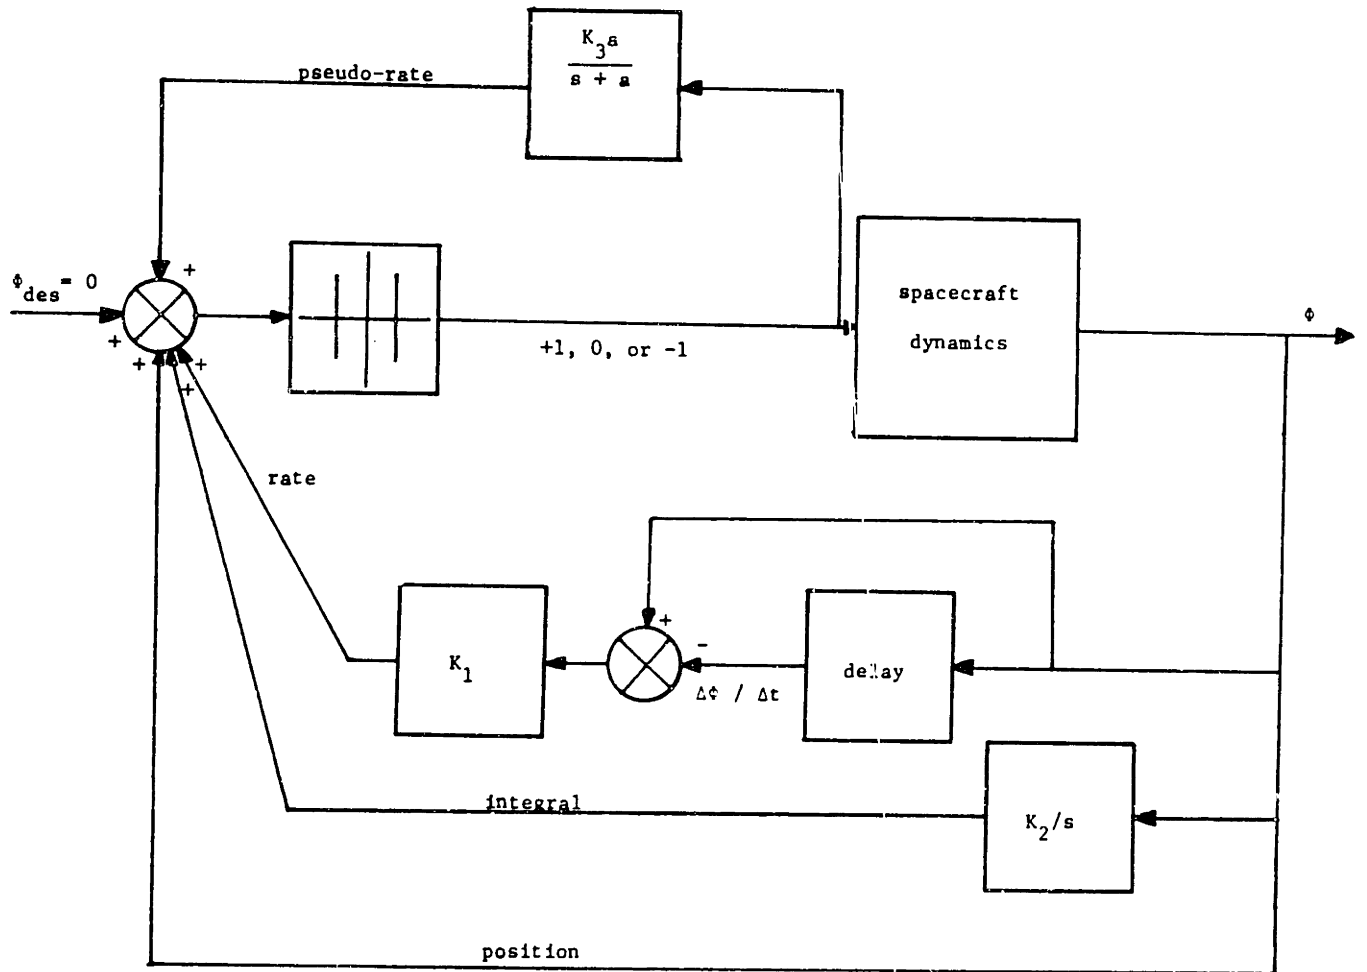 K₃a
s + a
pseudo-rate
Φdes = 0
+
+
+
+
+
+1, 0, or -1
spacecraft
dynamics
Φ
rate
K₁
+
-
ΔΦ / Δt
delay
integral
K₂/s
position